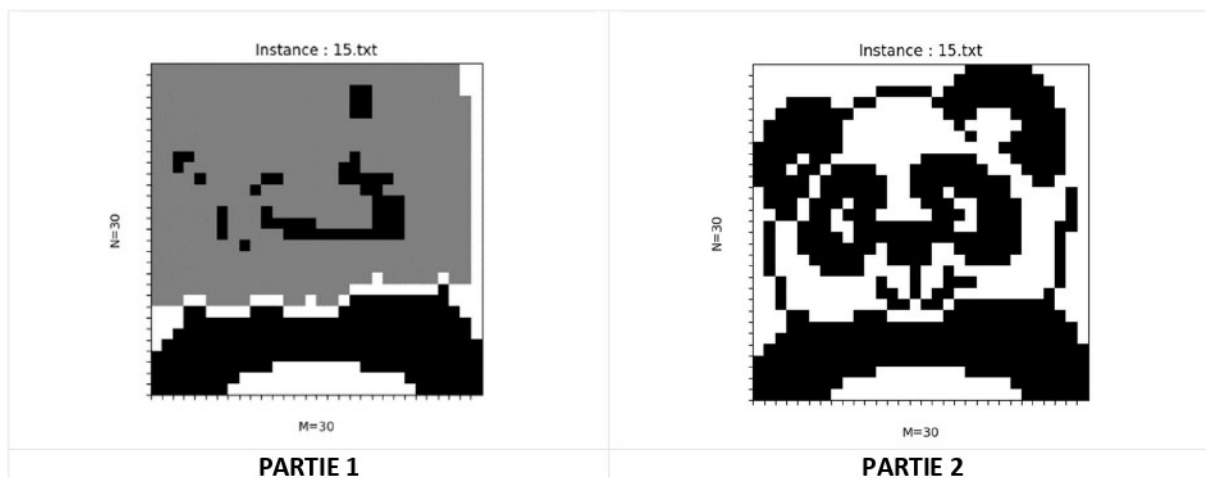 Instance : 15.txt
N=30
M=30
PARTIE 1
Instance : 15.txt
N=30
M=30
PARTIE 2